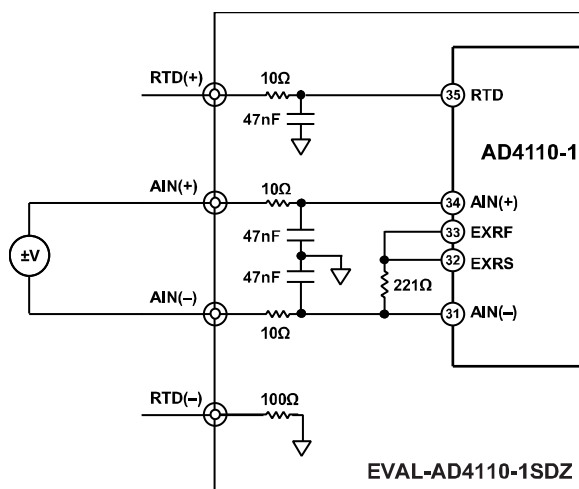 RTD(+)
10Ω
47nF
35 RTD
AD4110-1
AIN(+)
10Ω
34 AIN(+)
47nF
33 EXRF
±V
32 EXRS
47nF
221Ω
AIN(–)
31 AIN(–)
10Ω
RTD(–)
100Ω
EVAL-AD4110-1SDZ